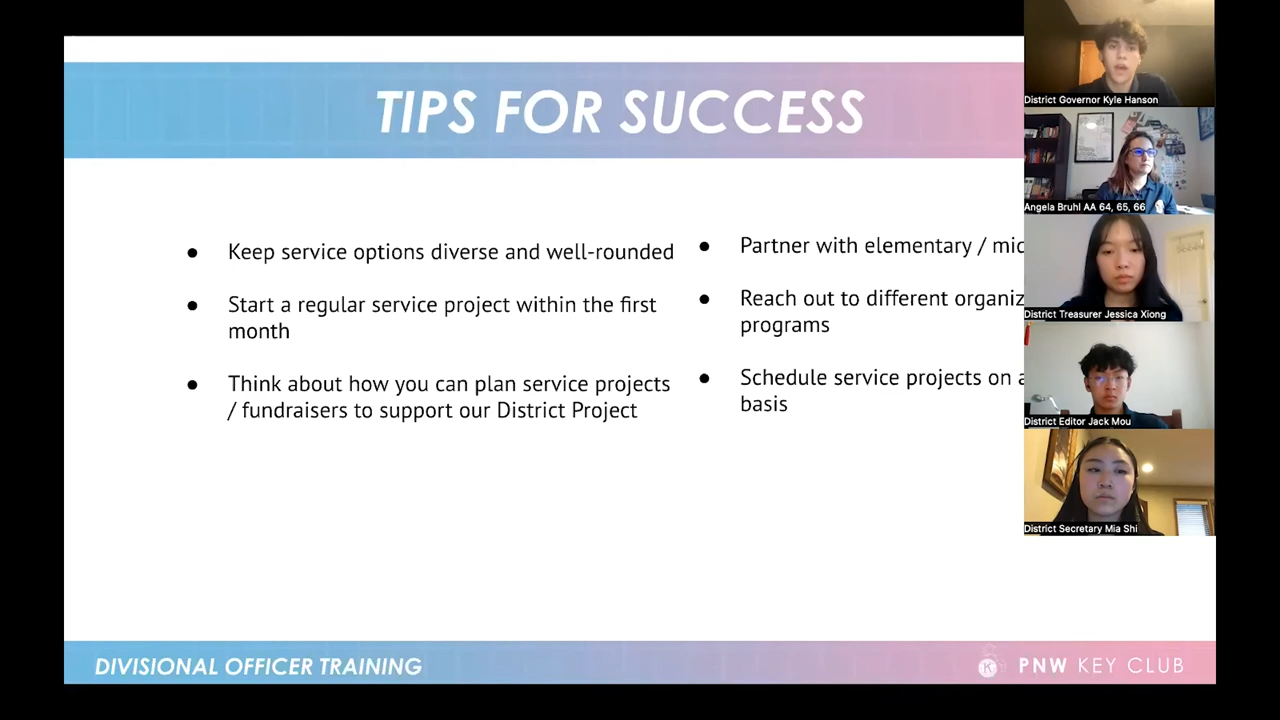 TIPS FOR SUCCESS
● Keep service options diverse and well-rounded
● Start a regular service project within the first
month
● Think about how you can plan service projects
/ fundraisers to support our District Project
● Partner with elementary /
● Reach out to different
programs
● Schedule service projects on
basis
District Governor Kyle Hanson
Angela Bruhl AA 64, 65, 66
District Treasurer Jessica Xiong
District Editor Jack Mou
District Secretary Mia Shi
DIVISIONAL OFFICER TRAINING
K
PNW KEY CLUB